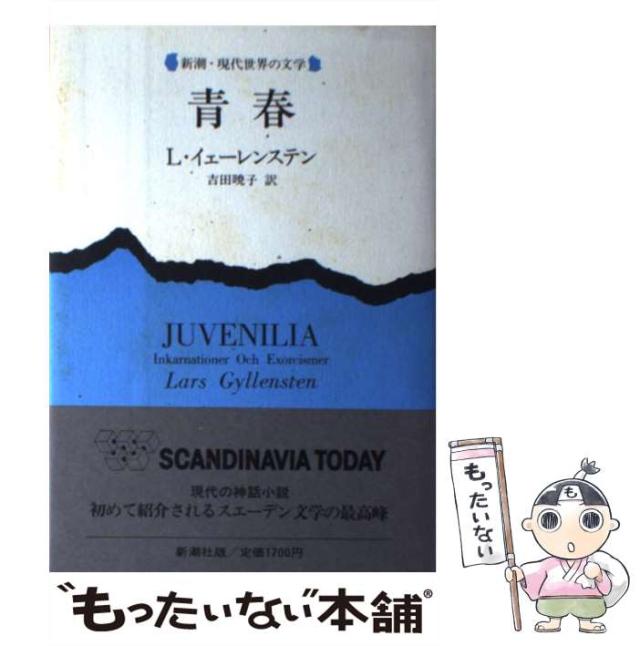 新潮・現代世界の文学
青春
L・イェーレンステン
吉田暁子 訳
JUVENILIA
Inkarnationer Och Exorcismer
Lars Gyllensten
SCANDINAVIA TODAY
現代の神話小説
初めて紹介されるスエーデン文学の最高峰
新潮社版/定価1700円
"もったいない"本舗®
も
もったいない